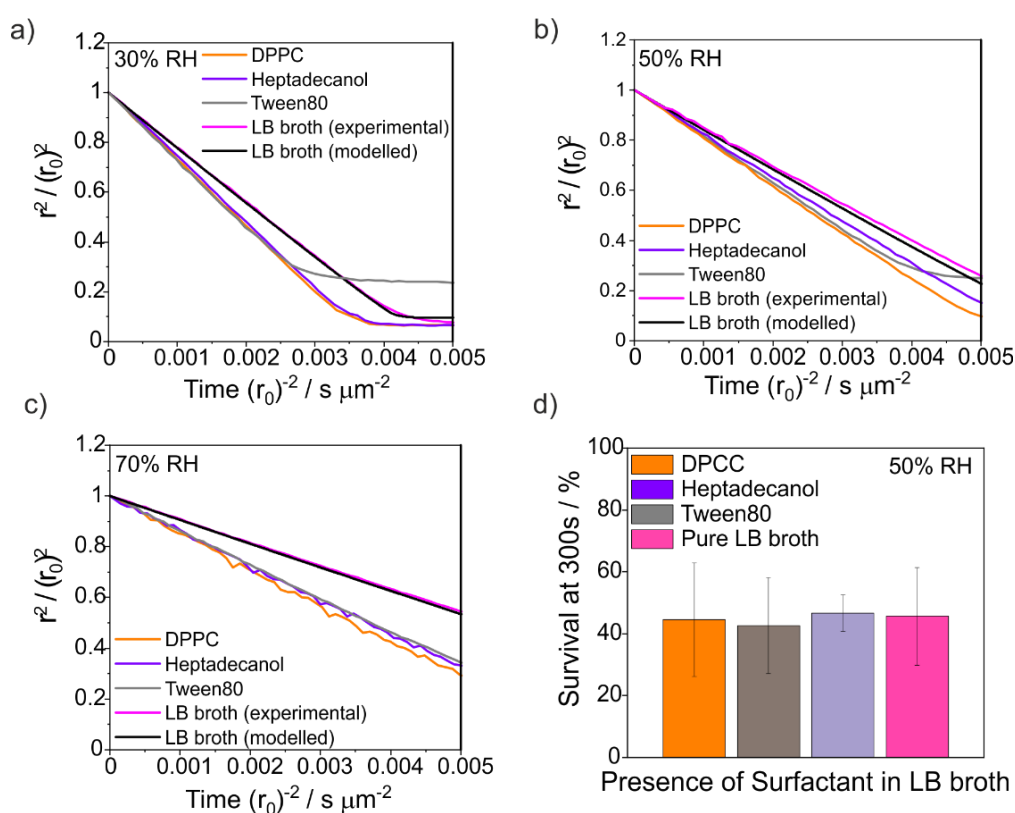 a)
1.2
1
0.8
0.6
0.4
0.2
0
r² / (r₀)²
30% RH
DPPC
Heptadecanol
Tween80
LB broth (experimental)
LB broth (modelled)
0 0.001 0.002 0.003 0.004 0.005
Time (r₀)⁻² / s μm⁻²
b)
1.2
1
0.8
0.6
0.4
0.2
0
r² / (r₀)²
50% RH
DPPC
Heptadecanol
Tween80
LB broth (experimental)
LB broth (modelled)
0 0.001 0.002 0.003 0.004 0.005
Time (r₀)⁻² / s μm⁻²
c)
1.2
1
0.8
0.6
0.4
0.2
0
r² / (r₀)²
70% RH
DPPC
Heptadecanol
Tween80
LB broth (experimental)
LB broth (modelled)
0 0.001 0.002 0.003 0.004 0.005
Time (r₀)⁻² / s μm⁻²
d)
100
80
60
40
20
0
Survival at 300s / %
DPCC
50% RH
Heptadecanol
Tween80
Pure LB broth
Presence of Surfactant in LB broth